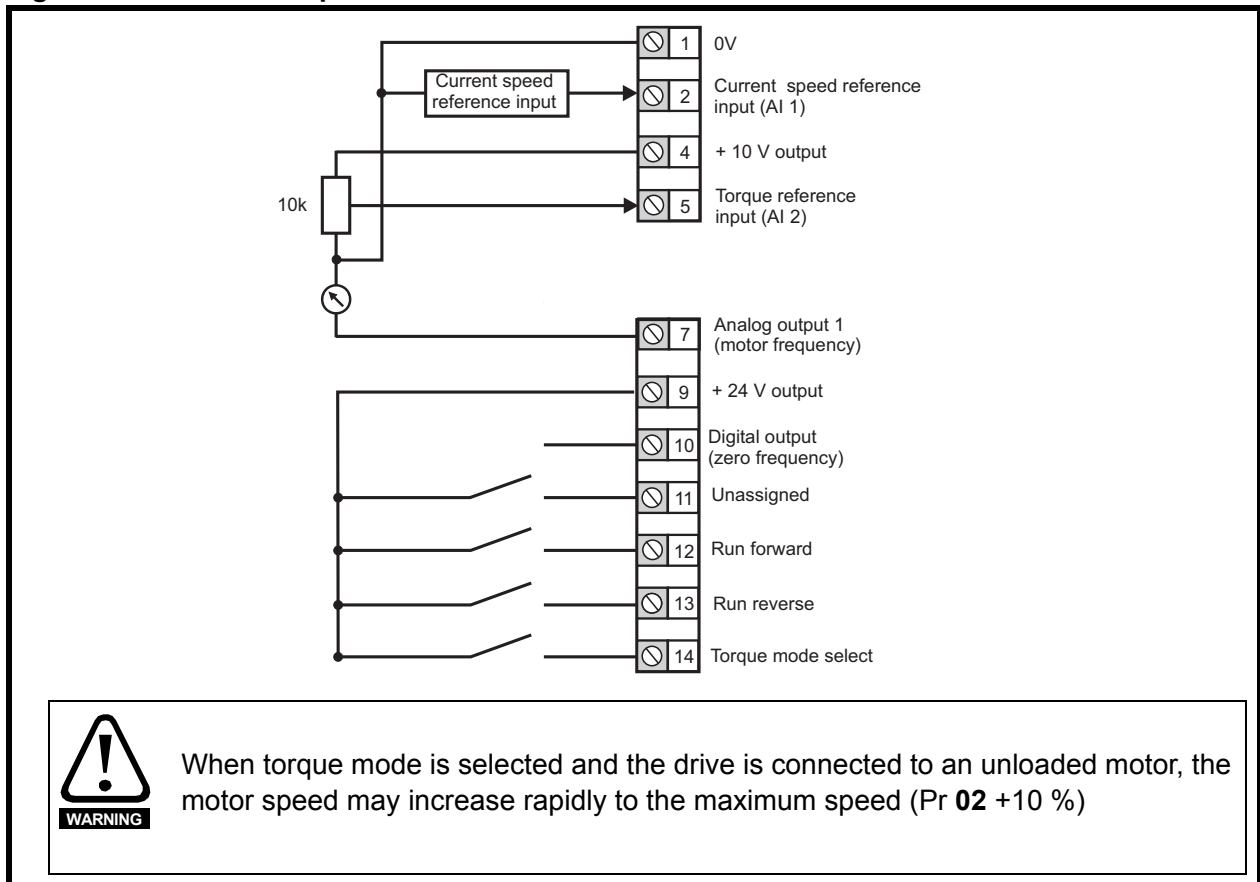 1 0V
Current speed
reference input
2 Current speed reference
input (AI 1)
4 + 10 V output
10k
5 Torque reference
input (AI 2)
7 Analog output 1
(motor frequency)
9 + 24 V output
10 Digital output
(zero frequency)
11 Unassigned
12 Run forward
13 Run reverse
14 Torque mode select
WARNING
When torque mode is selected and the drive is connected to an unloaded motor, the
motor speed may increase rapidly to the maximum speed (Pr 02 +10 %)